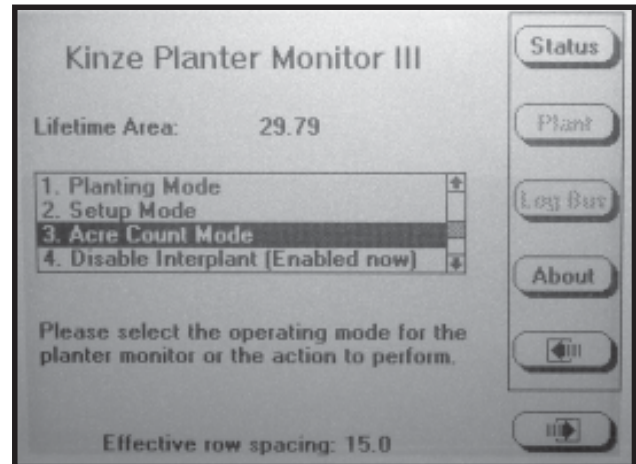 Kinze Planter Monitor III
Status
Lifetime Area: 29.79
Plant
1. Planting Mode
2. Setup Mode
3. Acre Count Mode
4. Disable Interplant (Enabled now)
Log Bus
About
Please select the operating mode for the
planter monitor or the action to perform.
Effective row spacing: 15.0